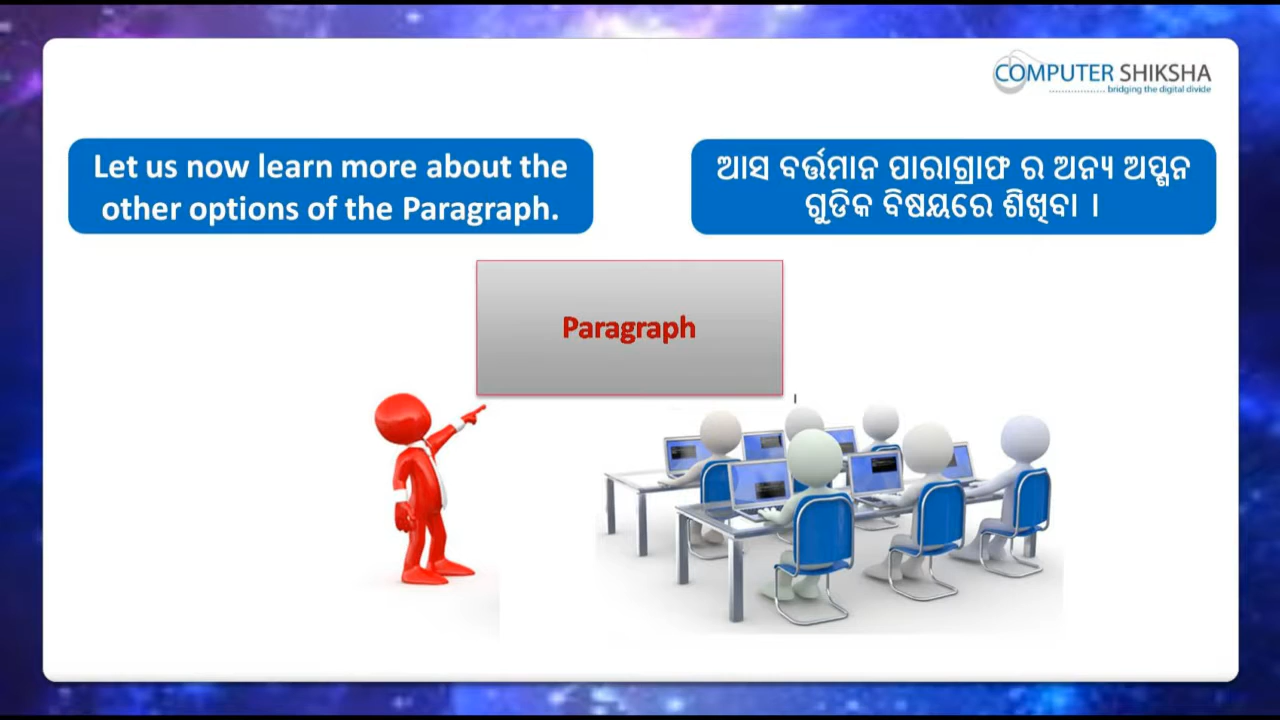 COMPUTER SHIKSHA
bridging the digital divide
Let us now learn more about the
other options of the Paragraph.
ଆସ ବର୍ତ୍ତମାନ ପାରାଗ୍ରାଫ ର ଅନ୍ୟ ଅପ୍ସନ
ଗୁଡିକ ବିଷୟରେ ଶିଖିବା ।
Paragraph